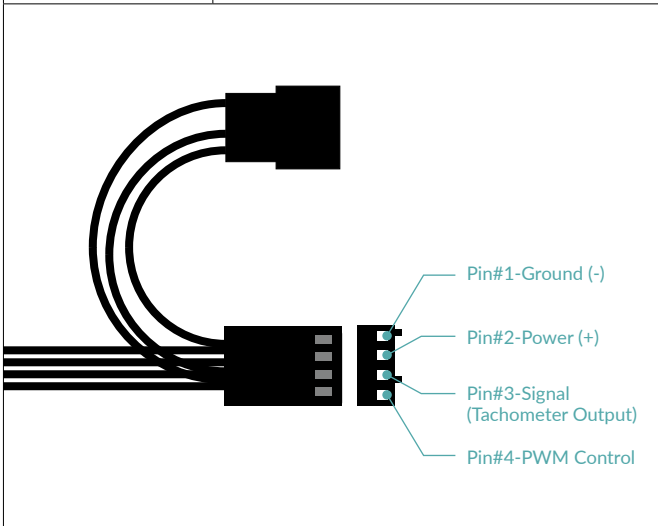 Pin#1-Ground (-)
Pin#2-Power (+)
Pin#3-Signal
(Tachometer Output)
Pin#4-PWM Control